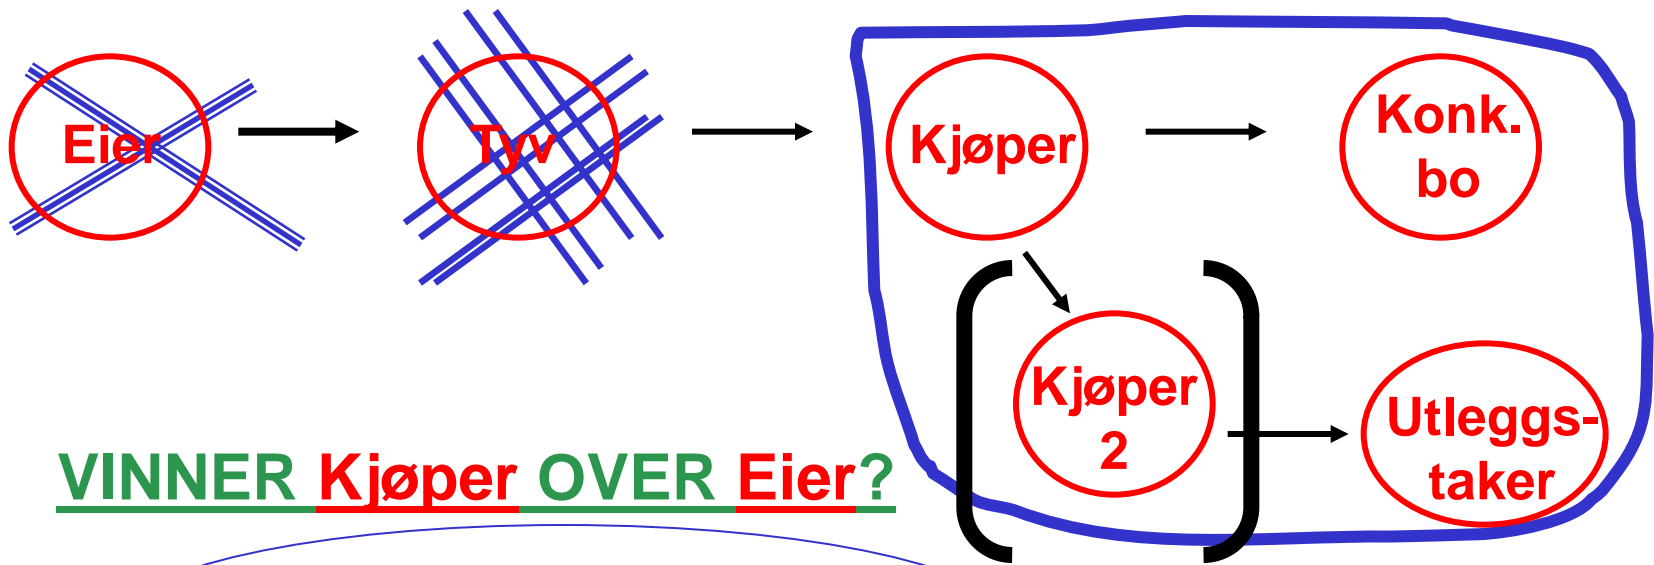 Eier
Tyv
Kjøper
Konk.
bo
Kjøper
2
Utleggs-
taker
VINNER Kjøper OVER Eier?